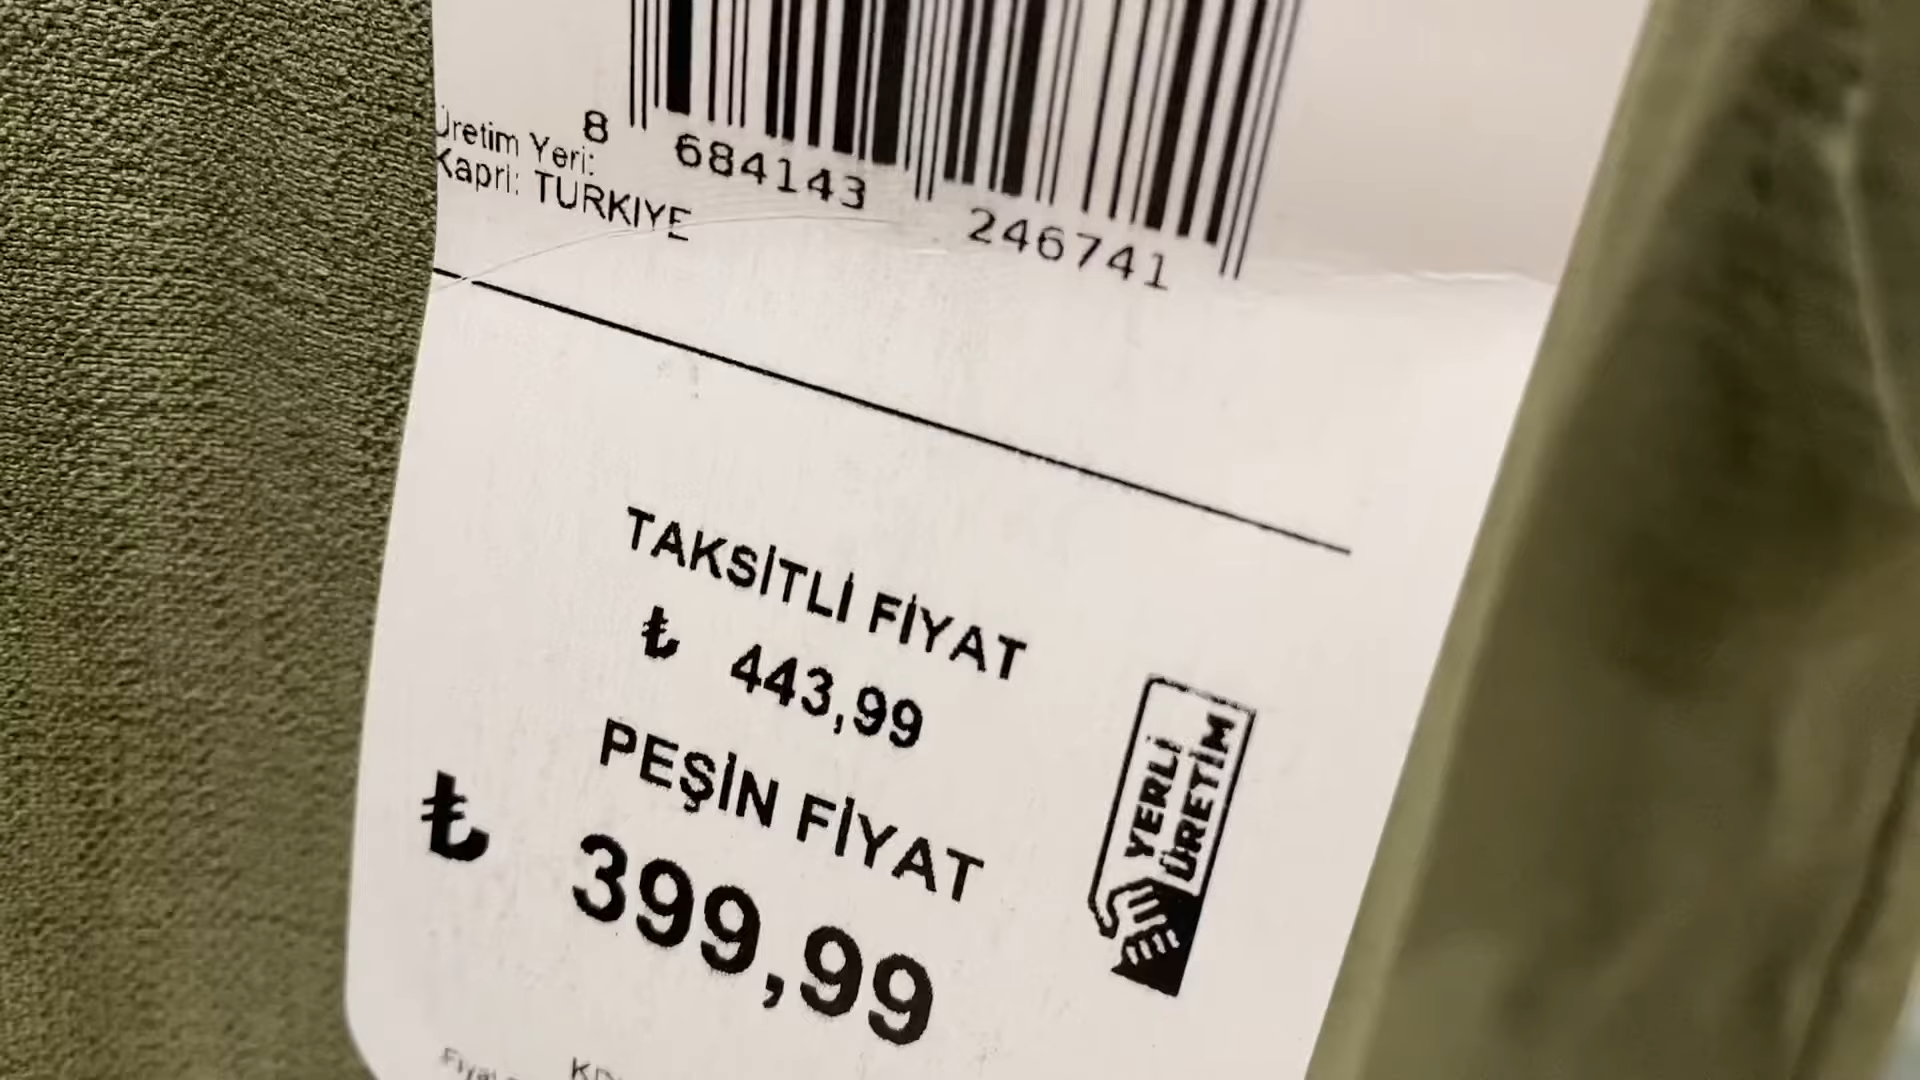 8 684143 246741
Üretim Yeri:
Kapri: TURKIYE
TAKSİTLİ FİYAT
₺ 443,99
PEŞİN FİYAT
₺ 399,99
YERLİ
ÜRETİM